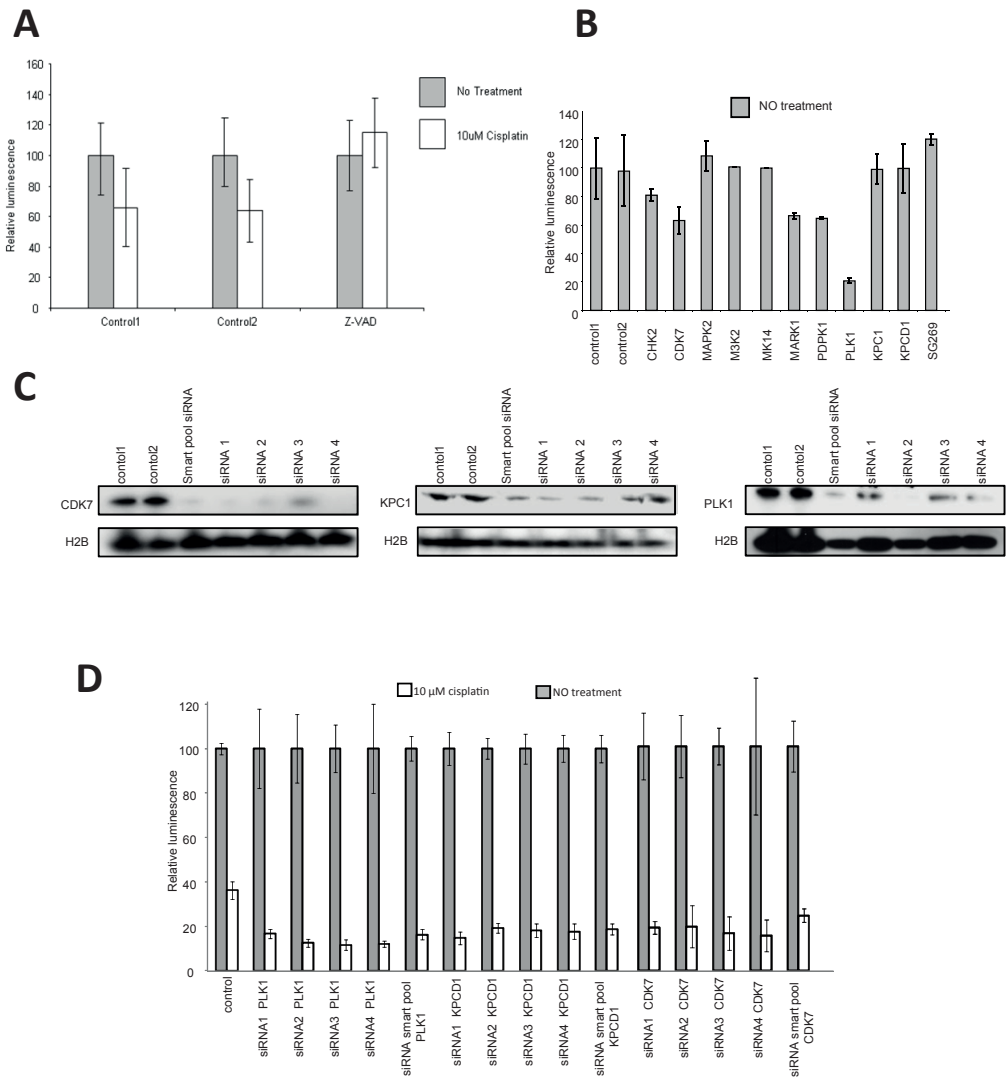 A
160
140
120
100
80
60
40
20
0
Relative luminescence
No Treatment
10uM Cisplatin
Control1
Control2
Z-VAD
B
NO treatment
140
120
100
80
60
40
20
0
Relative luminescence
control1
control2
CHK2
CDK7
MAPK2
M3K2
MK14
MARK1
PDPK1
PLK1
KPC1
KPCD1
SG269
C
contol1
contol2
Smart pool siRNA
siRNA 1
siRNA 2
siRNA 3
siRNA 4
CDK7
H2B
contol1
contol2
Smart pool siRNA
siRNA 1
siRNA 2
siRNA 3
siRNA 4
KPC1
H2B
contol1
contol2
Smart pool siRNA
siRNA 1
siRNA 2
siRNA 3
siRNA 4
PLK1
H2B
D
10 µM cisplatin
NO treatment
120
100
80
60
40
20
0
Relative luminescence
control
siRNA1 PLK1
siRNA2 PLK1
siRNA3 PLK1
siRNA4 PLK1
siRNA smart pool
PLK1
siRNA1 KPCD1
siRNA2 KPCD1
siRNA3 KPCD1
siRNA4 KPCD1
siRNA smart pool
KPCD1
siRNA1 CDK7
siRNA2 CDK7
siRNA3 CDK7
siRNA4 CDK7
siRNA smart pool
CDK7